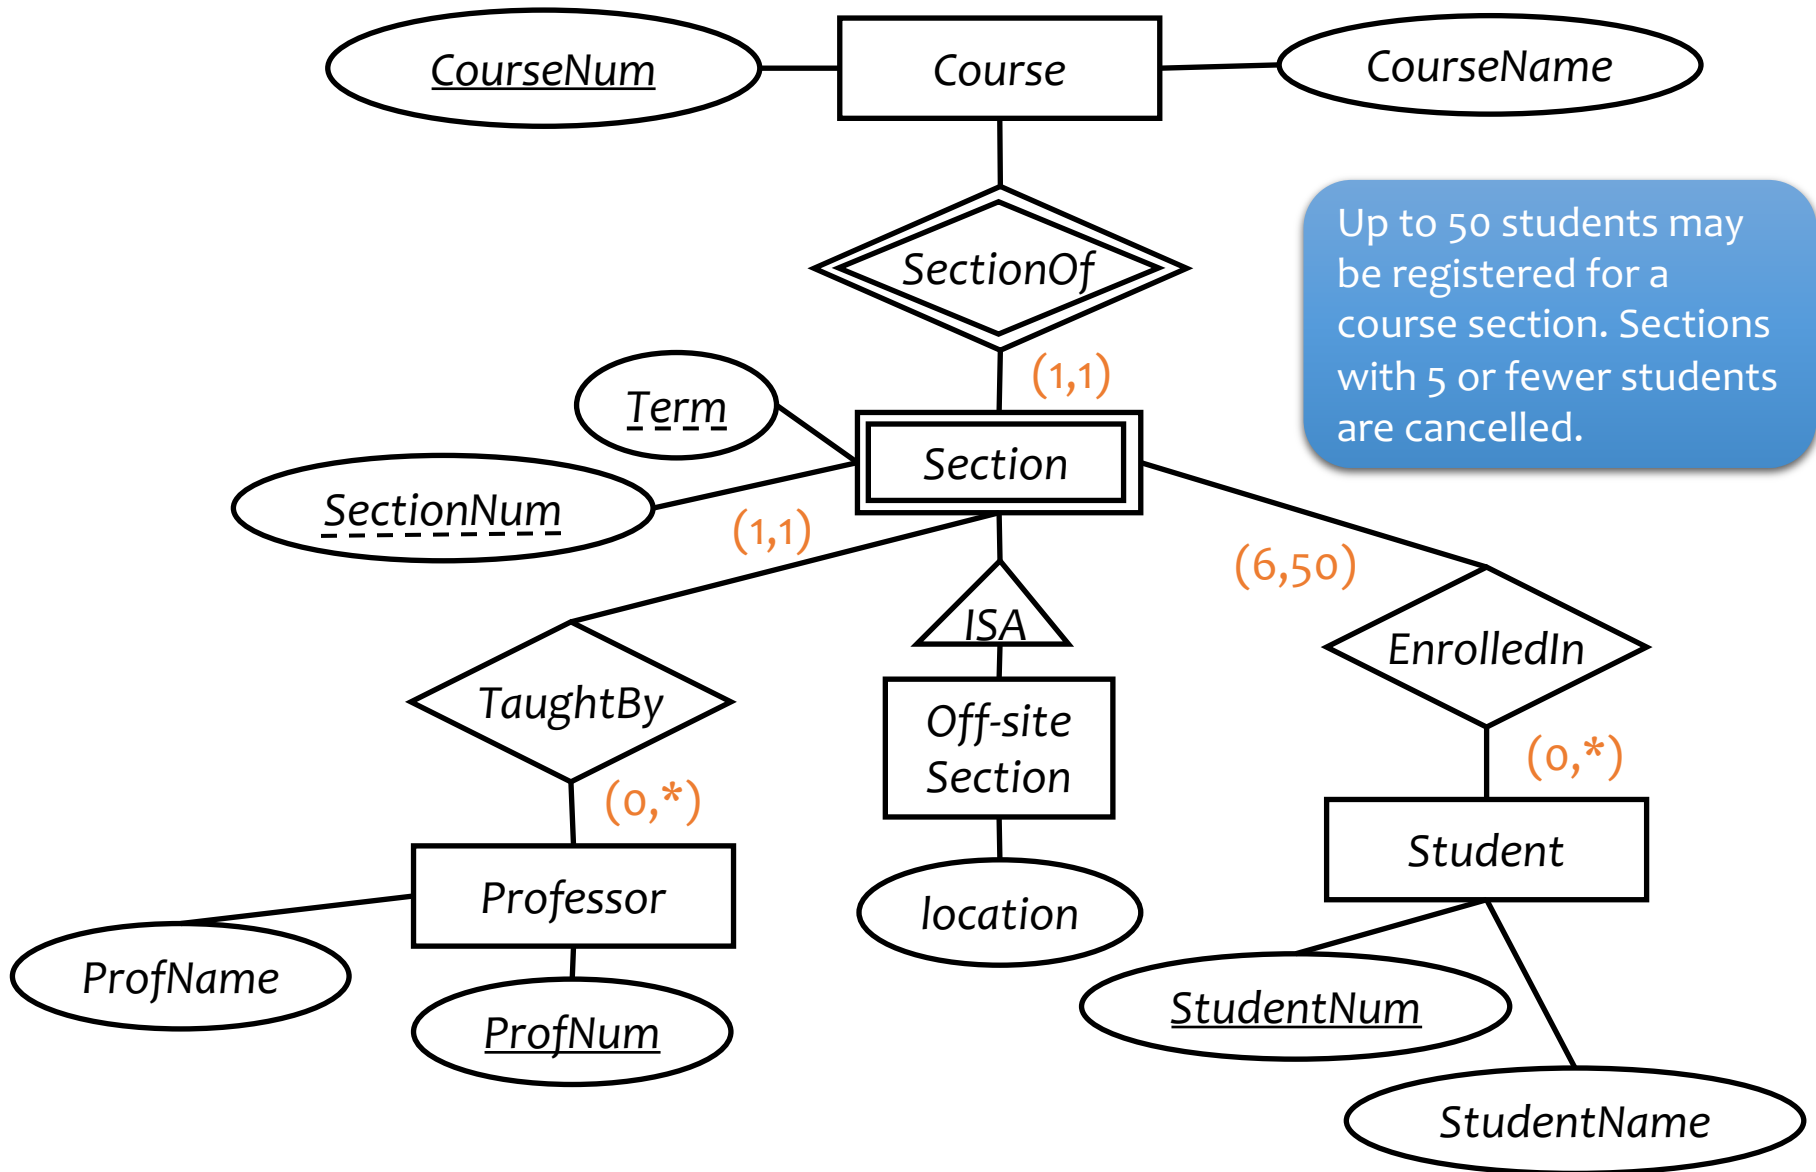 CourseNum
Course
CourseName
SectionOf
Up to 50 students may
be registered for a
course section. Sections
with 5 or fewer students
are cancelled.
(1,1)
Term
Section
SectionNum
(1,1)
(6,50)
ISA
EnrolledIn
TaughtBy
Off-site
Section
(0,*)
(0,*)
Student
Professor
location
ProfName
StudentNum
ProfNum
StudentName